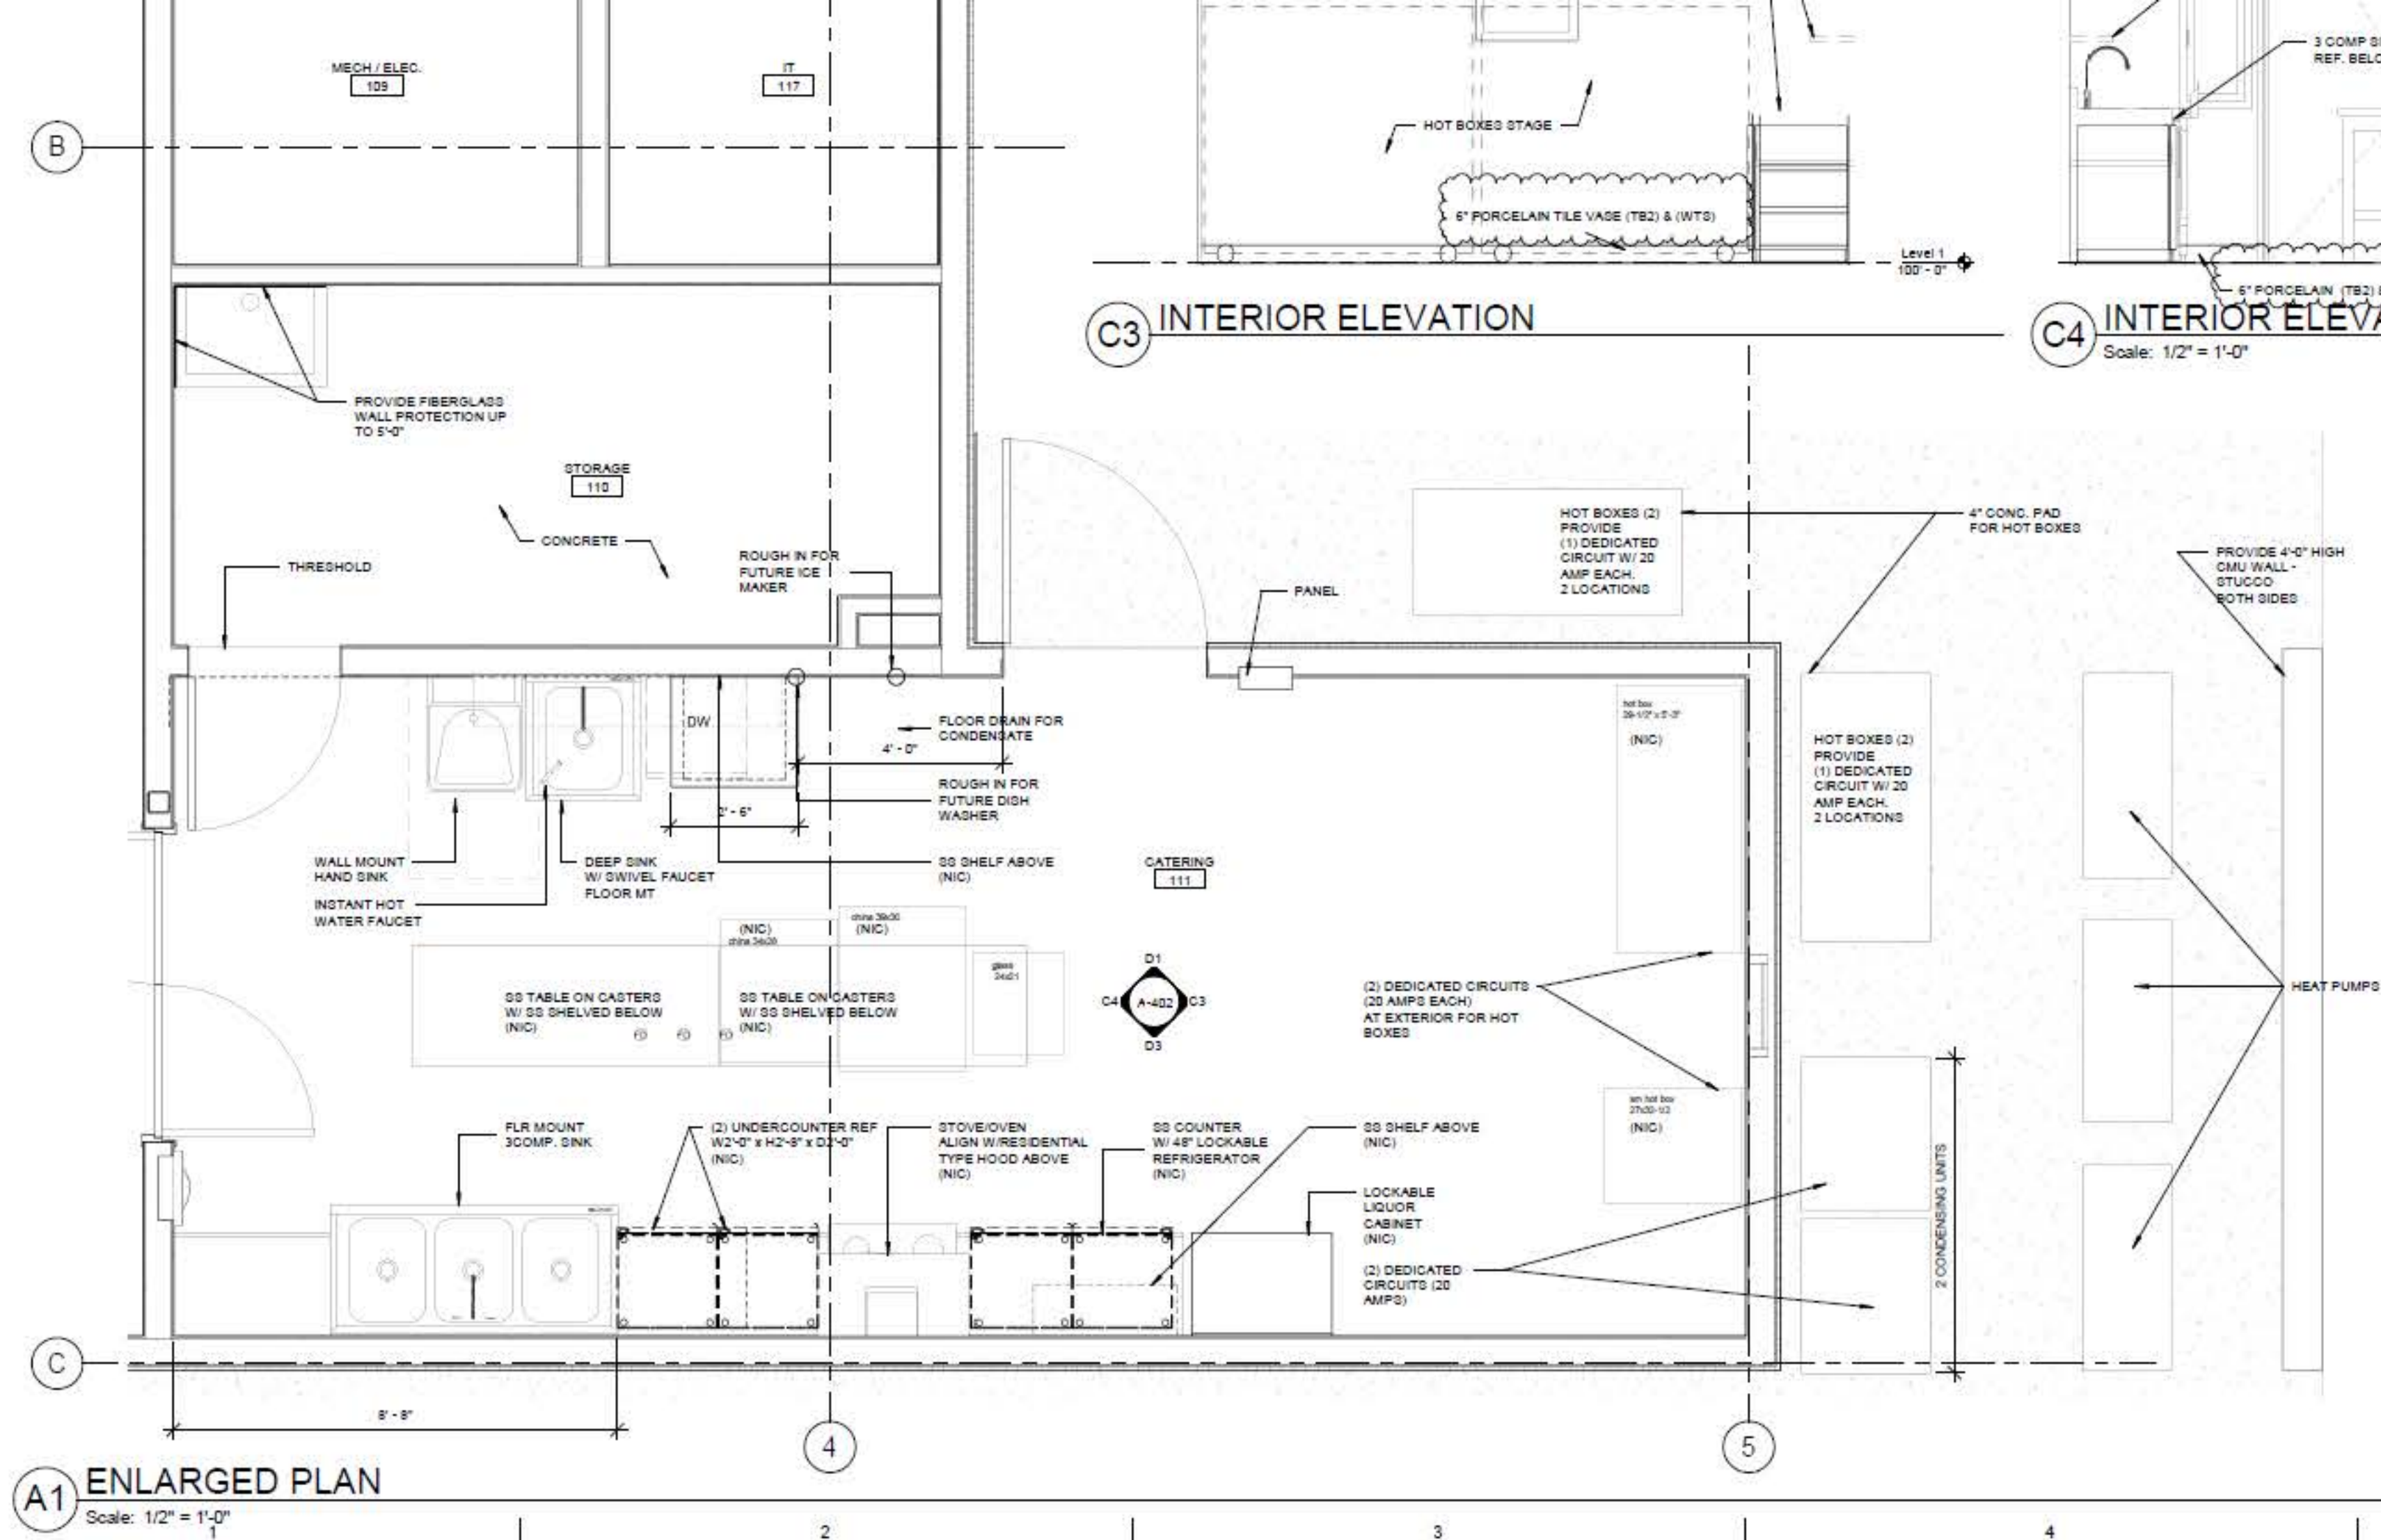 MECH / ELEC.
109
IT
117
B
HOT BOXES STAGE
6" PORCELAIN TILE VASE (TB2) & (WTS)
Level 1
100' - 0"
C3
INTERIOR ELEVATION
3 COMP
REF.
6" PORCELAIN (TB2)
C4
INTERIOR
Scale: 1/2" = 1'-0"
PROVIDE FIBERGLASS
WALL PROTECTION UP
TO 5'-0"
STORAGE
110
CONCRETE
THRESHOLD
ROUGH IN FOR
FUTURE ICE
MAKER
PANEL
HOT BOXES (2)
PROVIDE
(1) DEDICATED
CIRCUIT W/ 20
AMP EACH.
2 LOCATIONS
4" CONC. PAD
FOR HOT BOXES
PROVIDE 4'-0" HIGH
CMU WALL -
STUCCO
BOTH SIDES
DW
FLOOR DRAIN FOR
CONDENSATE
4' - 0"
ROUGH IN FOR
FUTURE DISH
WASHER
2' - 6"
hot box
(NIC)
HOT BOXES (2)
PROVIDE
(1) DEDICATED
CIRCUIT W/ 20
AMP EACH.
2 LOCATIONS
WALL MOUNT
HAND SINK
INSTANT HOT
WATER FAUCET
DEEP SINK
W/ SWIVEL FAUCET
FLOOR MT
SS SHELF ABOVE
(NIC)
CATERING
111
(NIC)
china
china
(NIC)
glass
24x21
SS TABLE ON CASTERS
W/ SS SHELVED BELOW
(NIC)
SS TABLE ON CASTERS
W/ SS SHELVED BELOW
(NIC)
D1
C4
A-402
C3
D3
(2) DEDICATED CIRCUITS
(20 AMPS EACH)
AT EXTERIOR FOR HOT
BOXES
HEAT PUMPS
FLR MOUNT
3COMP. SINK
(2) UNDERCOUNTER REF
(NIC)
STOVE/OVEN
ALIGN W/RESIDENTIAL
TYPE HOOD ABOVE
(NIC)
SS COUNTER
W/ 48" LOCKABLE
REFRIGERATOR
(NIC)
SS SHELF ABOVE
(NIC)
sm hot box
(NIC)
LOCKABLE
LIQUOR
CABINET
(NIC)
(2) DEDICATED
CIRCUITS (20
AMPS)
2 CONDENSING UNITS
C
4
5
A1
ENLARGED PLAN
Scale: 1/2" = 1'-0"
1
2
3
4